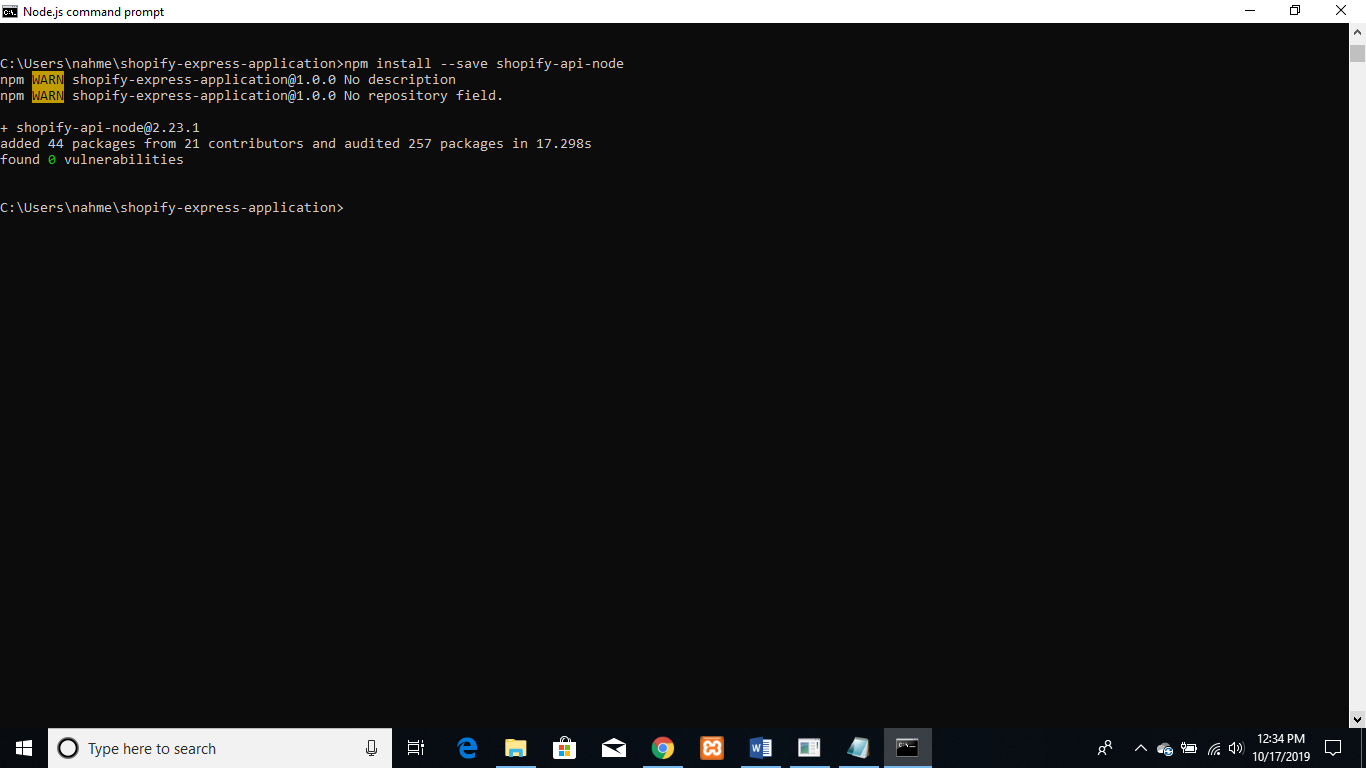 Node.js command prompt
C:\Users\nahme\shopify-express-application>npm install --save shopify-api-node
npm WARN shopify-express-application@1.0.0 No description
npm WARN shopify-express-application@1.0.0 No repository field.
+ shopify-api-node@2.23.1
added 44 packages from 21 contributors and audited 257 packages in 17.298s
found 0 vulnerabilities
C:\Users\nahme\shopify-express-application>
Type here to search
12:34 PM
10/17/2019